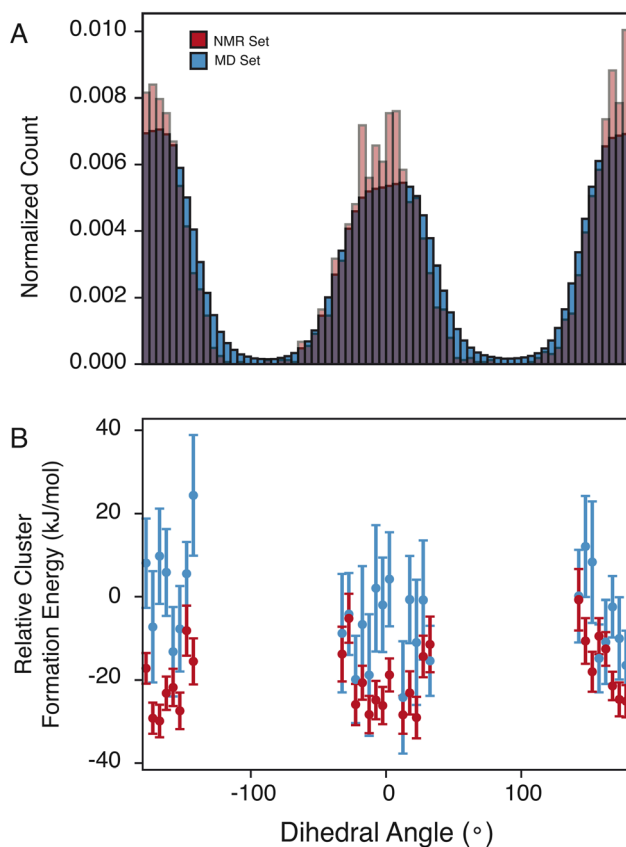 A
0.010
NMR Set
MD Set
0.008
0.006
0.004
0.002
0.000
Normalized Count
B
40
20
0
-20
-40
Relative Cluster
Formation Energy (kJ/mol)
-100
0
100
Dihedral Angle (°)